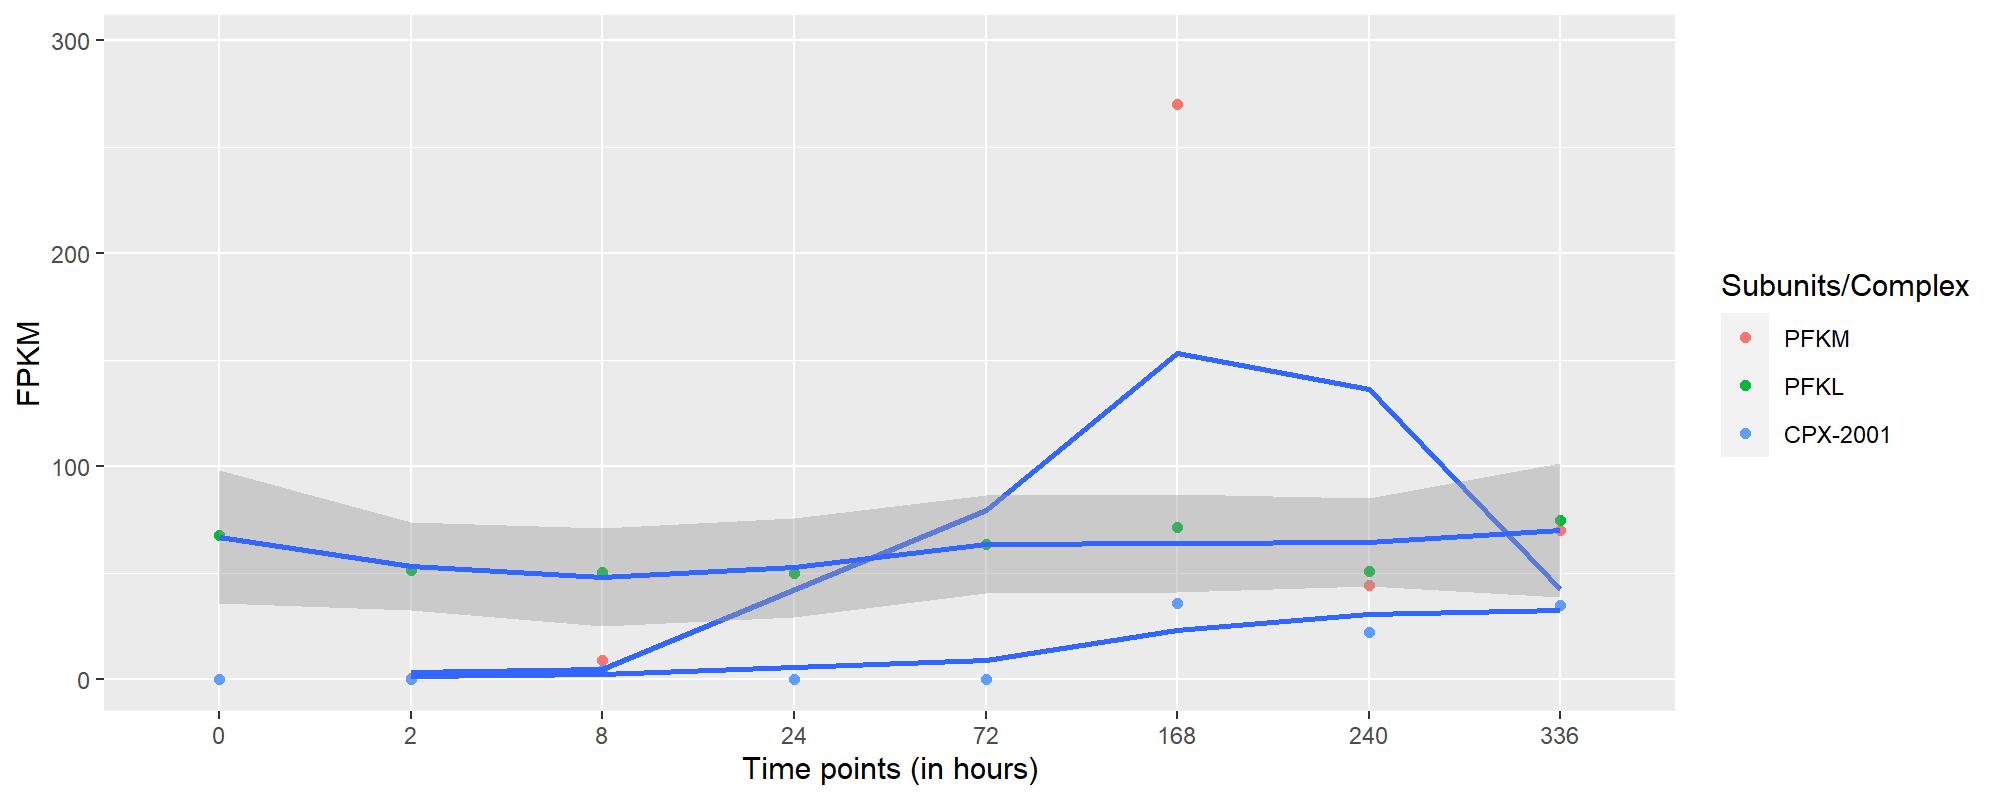 300
200
100
0
FPKM
0 2 8 24 72 168 240 336
Time points (in hours)
Subunits/Complex
PFKM
PFKL
CPX-2001